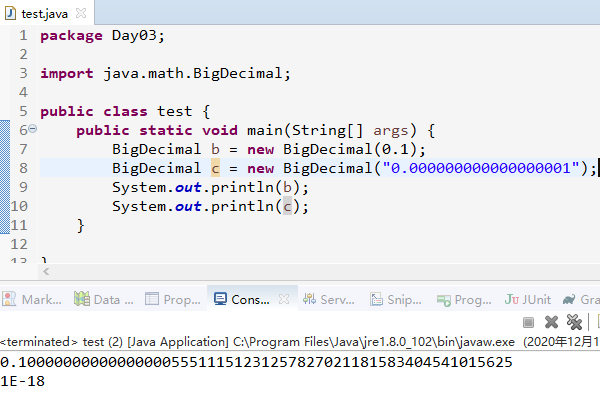 test.java
1 package Day03;
2
3 import java.math.BigDecimal;
4
5 public class test {
6 public static void main(String[] args) {
7 BigDecimal b = new BigDecimal(0.1);
8 BigDecimal c = new BigDecimal("0.000000000000000001");
9 System.out.println(b);
10 System.out.println(c);
11 }
12
13 }
Mark... Data ... Prop... Cons... Serv... Snip... Prog... JUnit Gra
<terminated> test (2) [Java Application] C:\Program Files\Java\jre1.8.0_102\bin\javaw.exe (2020年12月1
0.1000000000000000055511151231257827021181583404541015625
1E-18